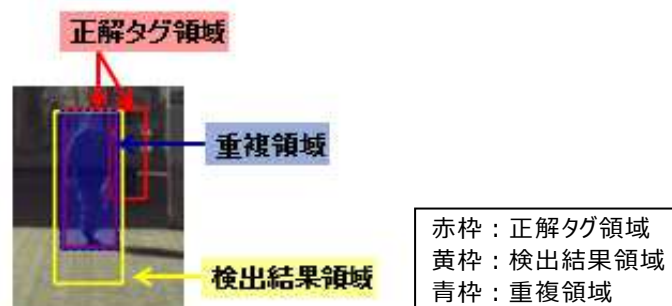 正解タグ領域
重複領域
検出結果領域
赤枠：正解タグ領域
黄枠：検出結果領域
青枠：重複領域